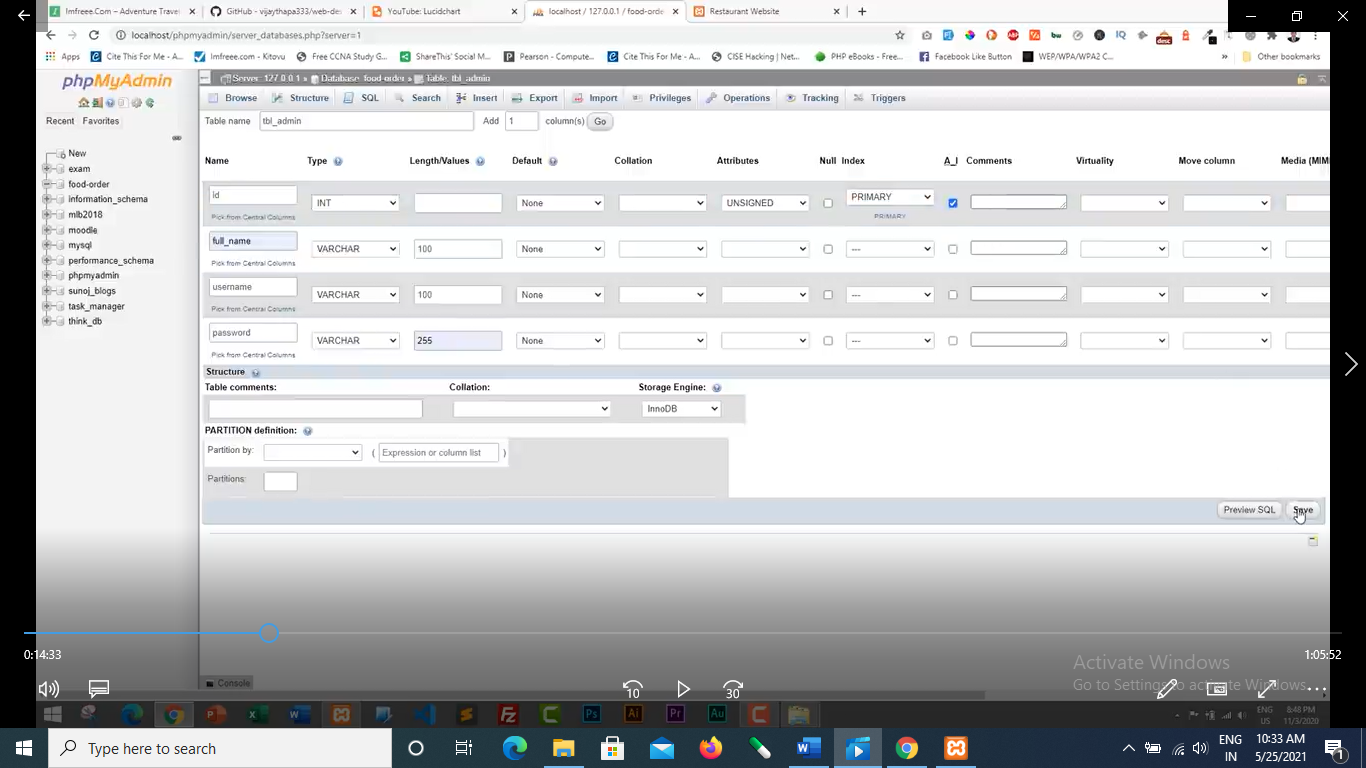 Imfreee.Com – Adventure Trave
GitHub - vijaythapa333/web-de
YouTube: Lucidchart
localhost / 127.0.0.1 / food-orde
Restaurant Website
localhost/phpmyadmin/server_databases.php?server=1
Apps
Cite This For Me - A...
Imfreeee.com - Kitovu
Free CCNA Study G...
ShareThis' Social M...
Pearson - Compute...
Cite This For Me - A...
CISE Hacking | Net...
PHP eBooks - Free...
Facebook Like Button
WEP/WPA/WPA2 C...
Other bookmarks
phpMyAdmin
Recent Favorites
New
exam
food-order
information_schema
mlb2018
moodle
mysql
performance_schema
phpmyadmin
sunoj_blogs
task_manager
think_db
Server: 127.0.0.1 » Database: food-order » Table: tbl_admin
Browse Structure SQL Search Insert Export Import Privileges Operations Tracking Triggers
Table name tbl_admin Add 1 column(s) Go
Name Type Length/Values Default Collation Attributes Null Index A_I Comments Virtuality Move column Media (MIM
id INT None UNSIGNED PRIMARY
Pick from Central Columns PRIMARY
full_name VARCHAR 100 None ---
Pick from Central Columns
username VARCHAR 100 None ---
Pick from Central Columns
password VARCHAR 255 None ---
Pick from Central Columns
Structure
Table comments: Collation: Storage Engine:
InnoDB
PARTITION definition:
Partition by: ( Expression or column list )
Partitions:
Preview SQL Save
Console
0:14:33
1:05:52
10
30
Activate Windows
Go to Settings to activate Windows.
ENG
US
8:48 PM
11/3/2020
Type here to search
ENG
IN
10:33 AM
5/25/2021
1